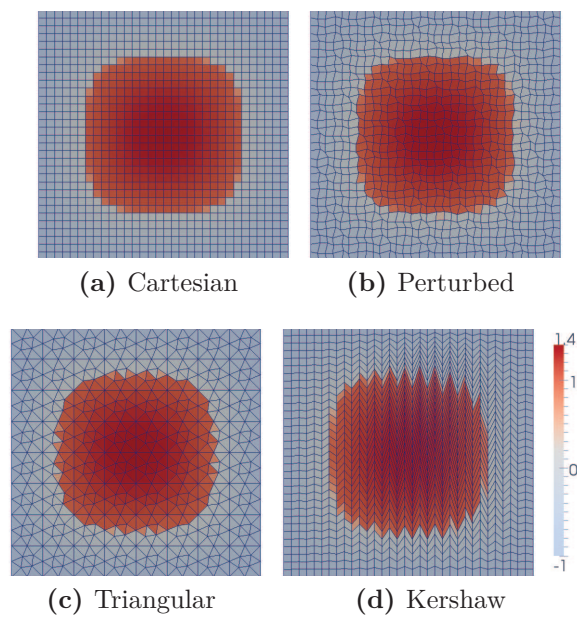 (a) Cartesian
(b) Perturbed
1.4
1
0
-1
(c) Triangular
(d) Kershaw